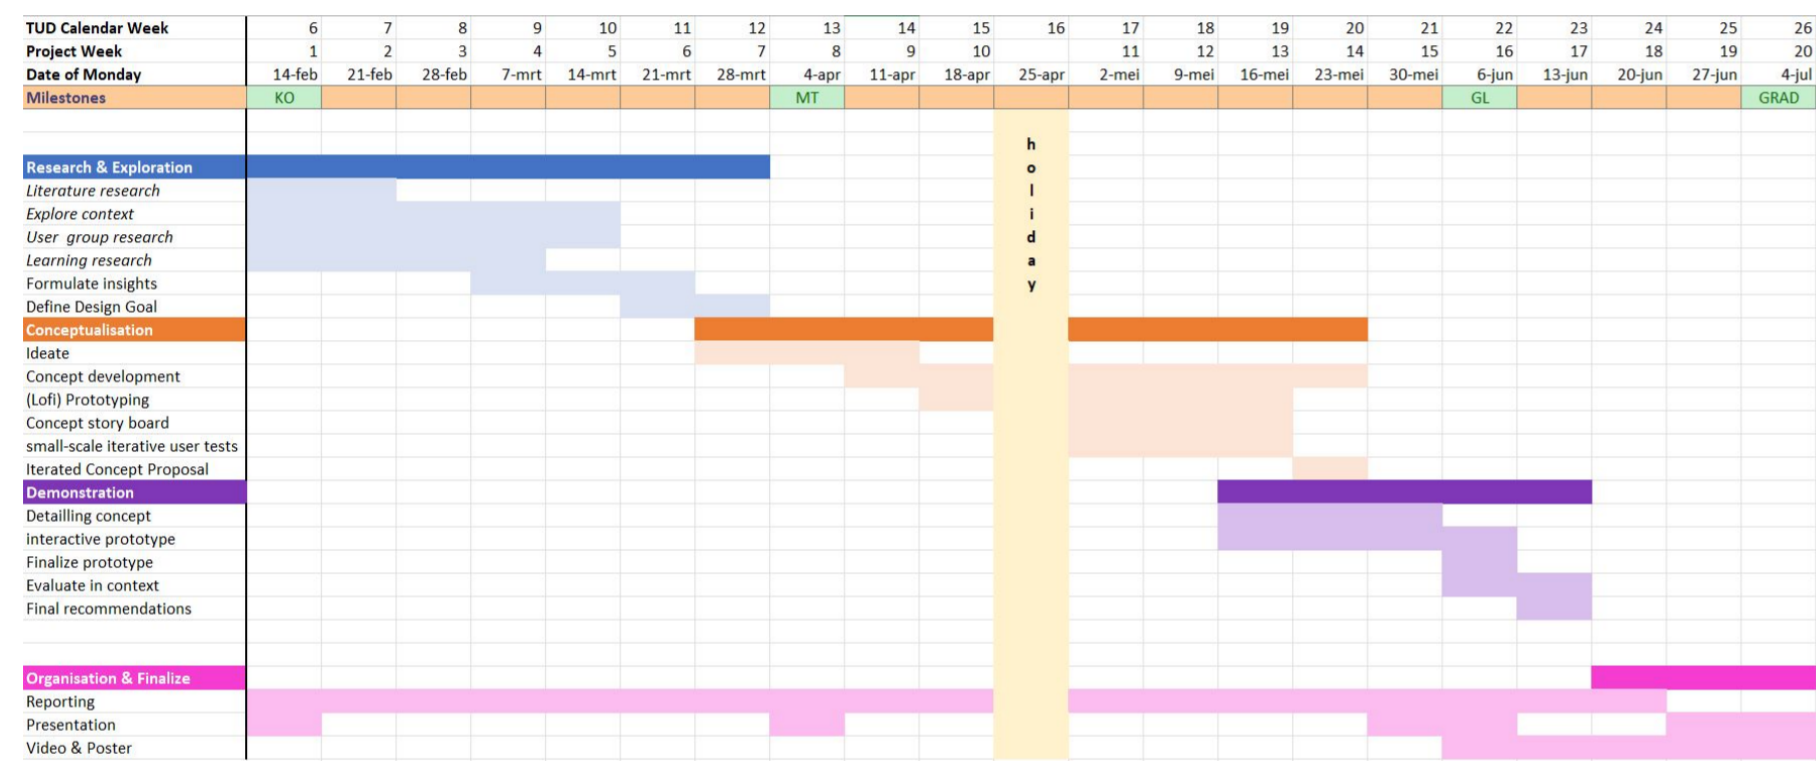 TUD Calendar Week 6 7 8 9 10 11 12 13 14 15 16 17 18 19 20 21 22 23 24 25 26
Project Week 1 2 3 4 5 6 7 8 9 10 11 12 13 14 15 16 17 18 19 20
Date of Monday 14-feb 21-feb 28-feb 7-mrt 14-mrt 21-mrt 28-mrt 4-apr 11-apr 18-apr 25-apr 2-mei 9-mei 16-mei 23-mei 30-mei 6-jun 13-jun 20-jun 27-jun 4-jul
Milestones KO MT GL GRAD
holiday
Research & Exploration
Literature research
Explore context
User group research
Learning research
Formulate insights
Define Design Goal
Conceptualisation
Ideate
Concept development
(Lofi) Prototyping
Concept story board
small-scale iterative user tests
Iterated Concept Proposal
Demonstration
Detailling concept
interactive prototype
Finalize prototype
Evaluate in context
Final recommendations
Organisation & Finalize
Reporting
Presentation
Video & Poster